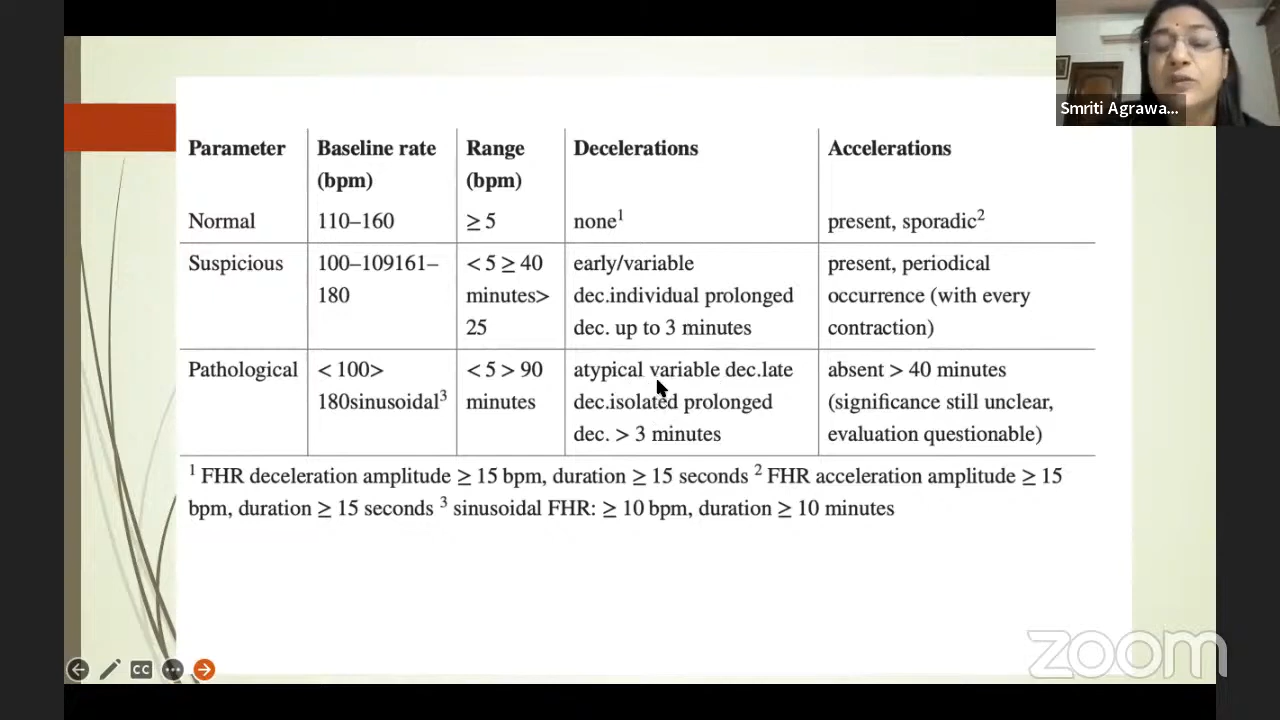 Smriti Agrawa...
Parameter Baseline rate (bpm) Range (bpm) Decelerations Accelerations
Normal 110–160 ≥ 5 none1 present, sporadic2
Suspicious 100–109161–180 < 5 ≥ 40 minutes> 25 early/variable dec.individual prolonged dec. up to 3 minutes present, periodical occurrence (with every contraction)
Pathological < 100> 180sinusoidal3 < 5 > 90 minutes atypical variable dec.late dec.isolated prolonged dec. > 3 minutes absent > 40 minutes (significance still unclear, evaluation questionable)
1 FHR deceleration amplitude ≥ 15 bpm, duration ≥ 15 seconds 2 FHR acceleration amplitude ≥ 15
bpm, duration ≥ 15 seconds 3 sinusoidal FHR: ≥ 10 bpm, duration ≥ 10 minutes
CC
zoom